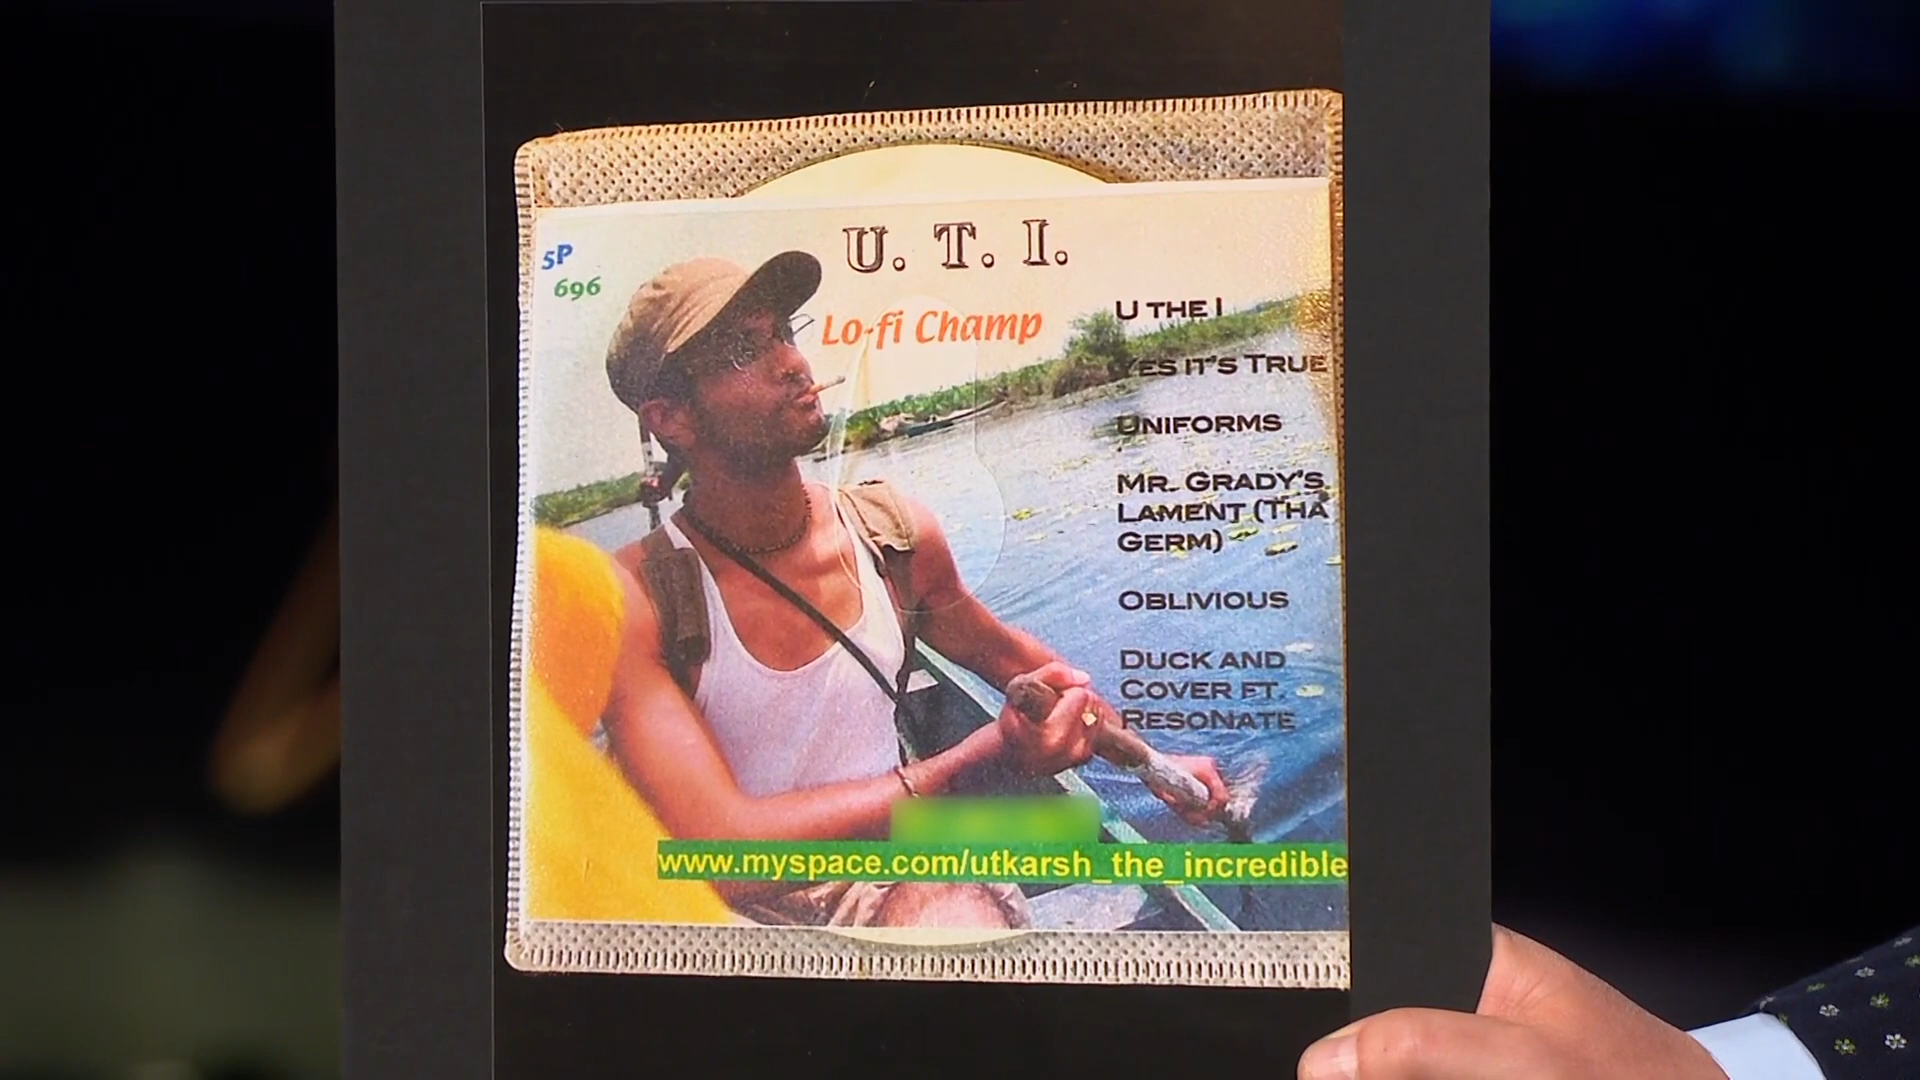 U. T. I.
5P
696
Lo-fi Champ
U THE I
YES IT'S TRUE
UNIFORMS
MR. GRADY'S
LAMENT (THA
GERM)
OBLIVIOUS
DUCK AND
COVER FT.
RESONATE
www.myspace.com/utkarsh_the_incredible